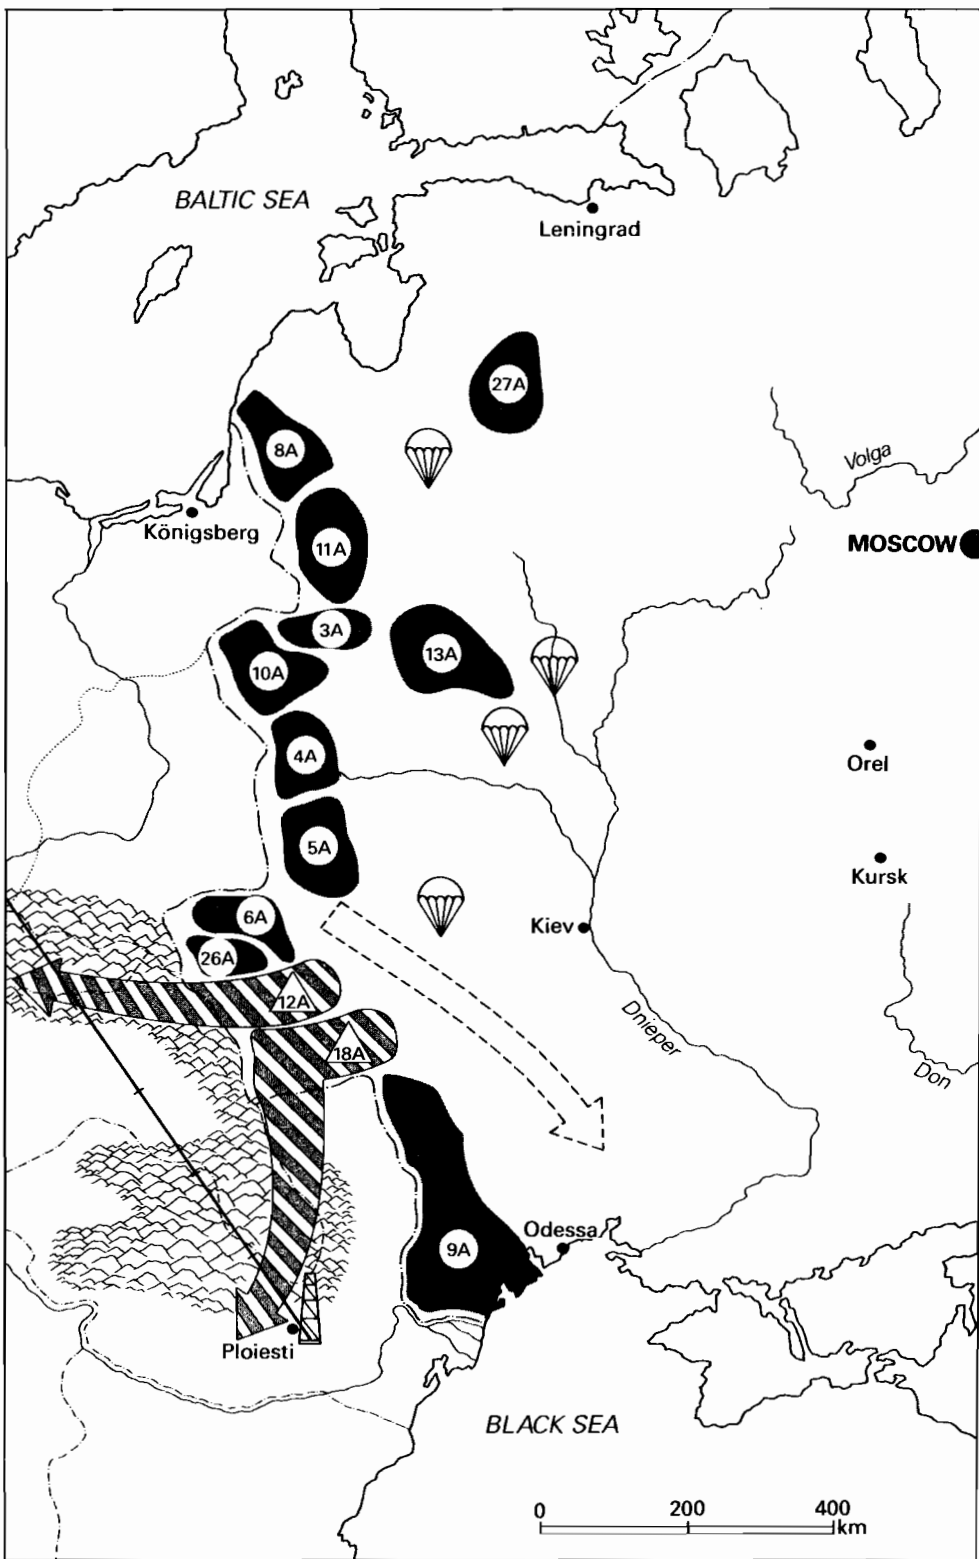 BALTIC SEA
Leningrad
27A
8A
Volga
Königsberg
11A
MOSCOW
3A
13A
10A
4A
Orel
5A
Kursk
6A
Kiev
26A
12A
Dnieper
18A
Don
9A
Odessa
Ploiesti
BLACK SEA
0 200 400
km